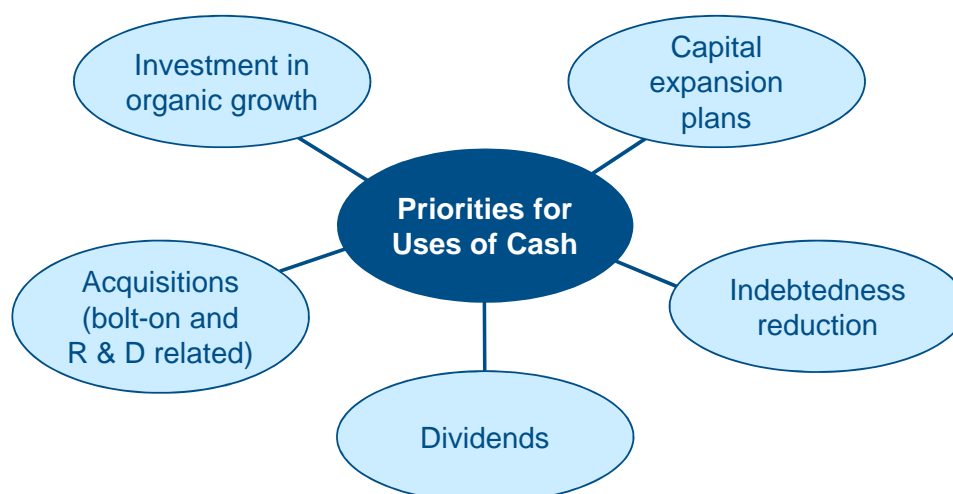 Investment in
organic growth
Capital
expansion
plans
Priorities for
Uses of Cash
Acquisitions
(bolt-on and
R & D related)
Indebtedness
reduction
Dividends